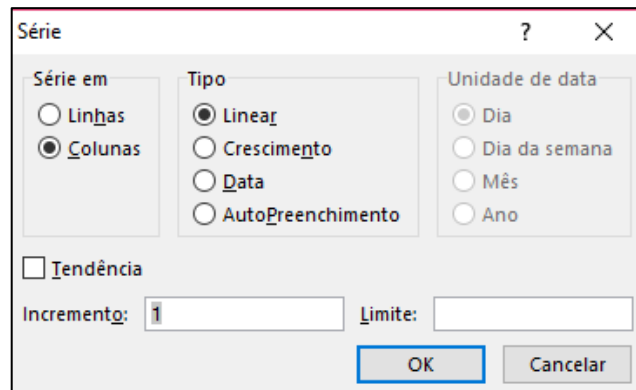 Série ?
Série em
Linhas
Colunas
Tipo
Linear
Crescimento
Data
AutoPreenchimento
Unidade de data
Dia
Dia da semana
Mês
Ano
Tendência
Incremento: 1
Limite:
OK
Cancelar